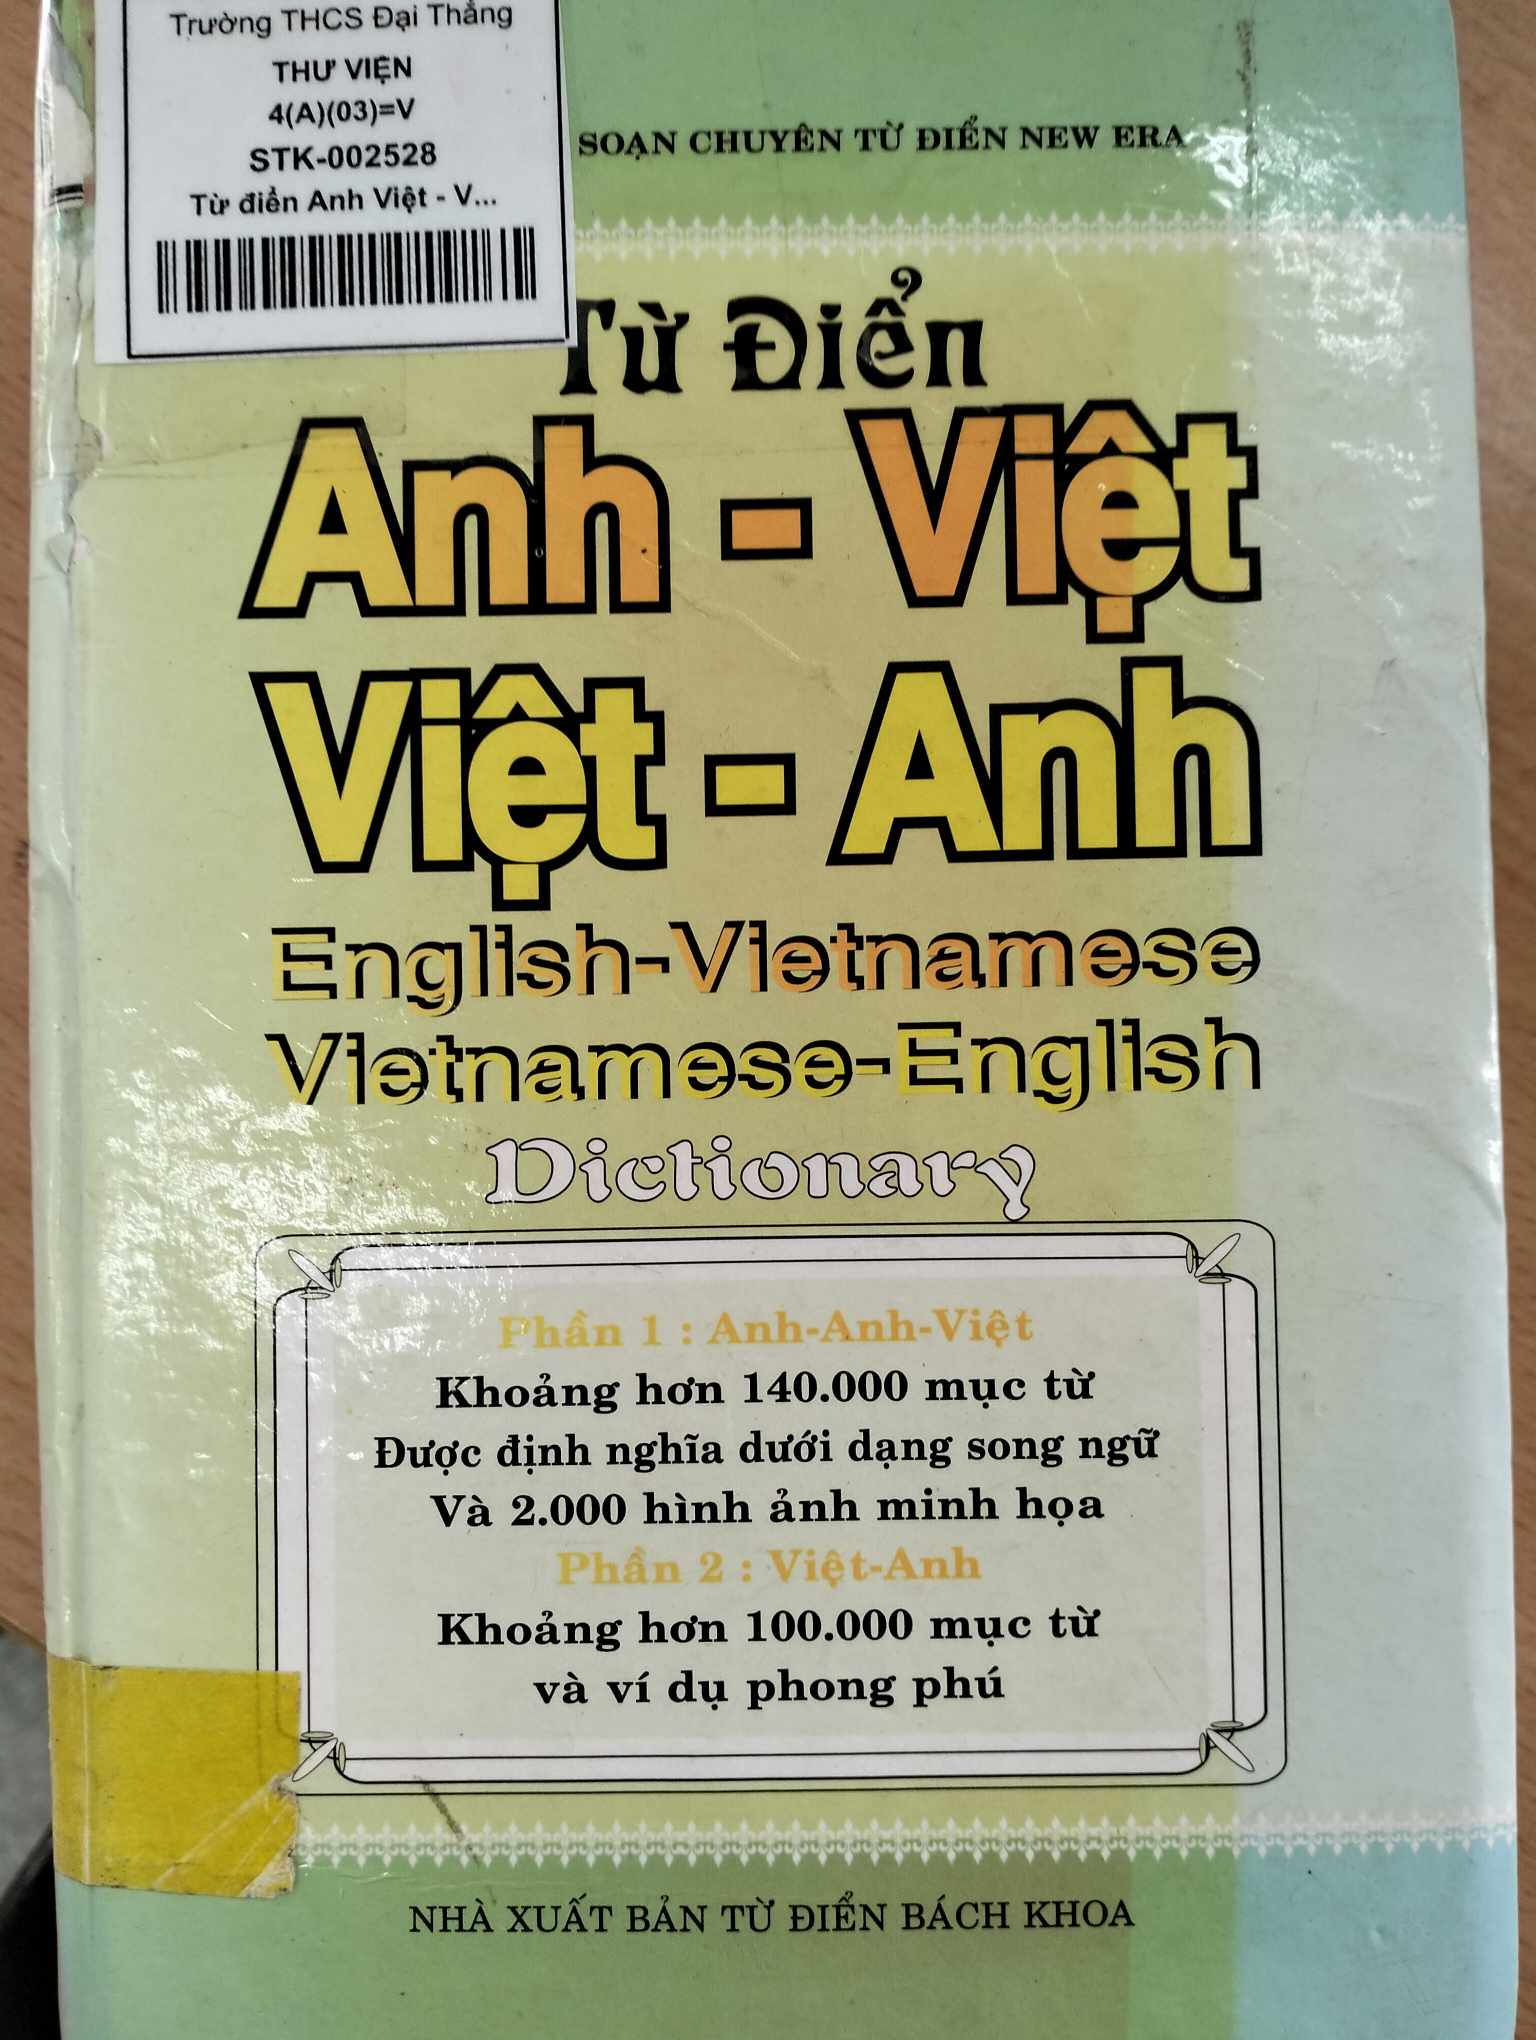 Trường THCS Đại Thắng
THƯ VIỆN
4(A)(03)=V
STK-002528
Từ điển Anh Việt - V...
SOẠN CHUYÊN TỪ ĐIỂN NEW ERA
Từ Điển
Anh - Việt
Việt - Anh
English-Vietnamese
Vietnamese-English
Dictionary
Phần 1 : Anh-Anh-Việt
Khoảng hơn 140.000 mục từ
Được định nghĩa dưới dạng song ngữ
Và 2.000 hình ảnh minh họa
Phần 2 : Việt-Anh
Khoảng hơn 100.000 mục từ
và ví dụ phong phú
NHÀ XUẤT BẢN TỪ ĐIỂN BÁCH KHOA